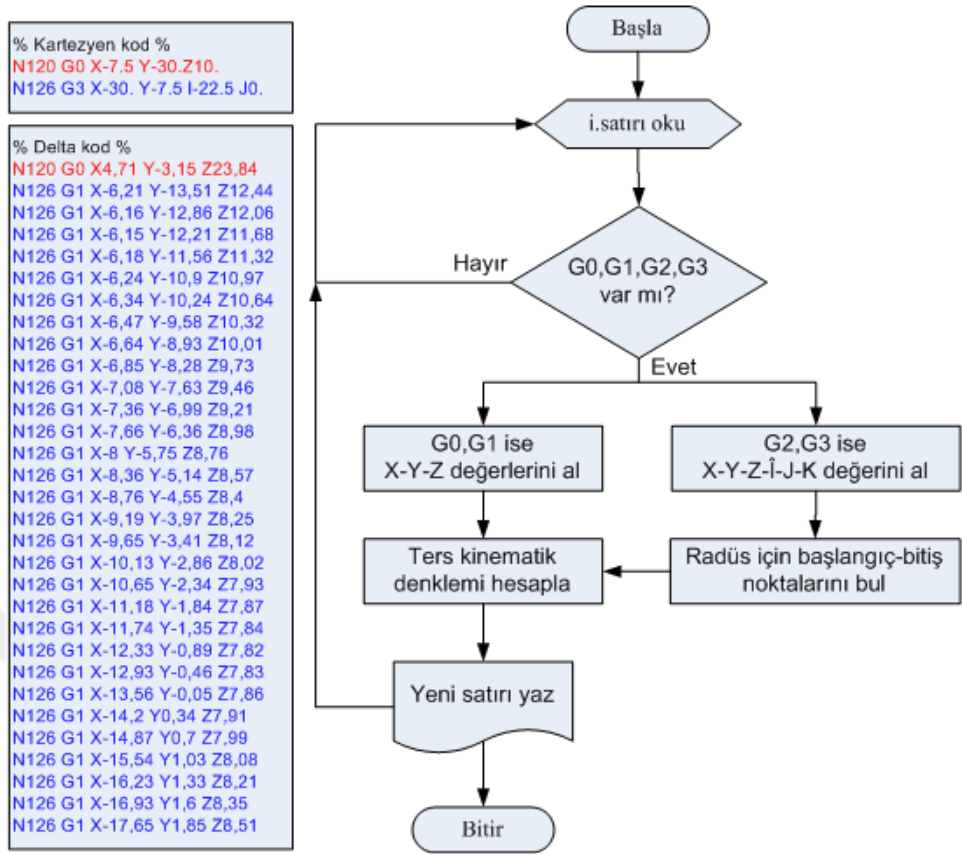 % Kartezyen kod %
N120 G0 X-7.5 Y-30.Z10.
N126 G3 X-30. Y-7.5 I-22.5 J0.
% Delta kod %
N120 G0 X4,71 Y-3,15 Z23,84
N126 G1 X-6,21 Y-13,51 Z12,44
N126 G1 X-6,16 Y-12,86 Z12,06
N126 G1 X-6,15 Y-12,21 Z11,68
N126 G1 X-6,18 Y-11,56 Z11,32
N126 G1 X-6,24 Y-10,9 Z10,97
N126 G1 X-6,34 Y-10,24 Z10,64
N126 G1 X-6,47 Y-9,58 Z10,32
N126 G1 X-6,64 Y-8,93 Z10,01
N126 G1 X-6,85 Y-8,28 Z9,73
N126 G1 X-7,08 Y-7,63 Z9,46
N126 G1 X-7,36 Y-6,99 Z9,21
N126 G1 X-7,66 Y-6,36 Z8,98
N126 G1 X-8 Y-5,75 Z8,76
N126 G1 X-8,36 Y-5,14 Z8,57
N126 G1 X-8,76 Y-4,55 Z8,4
N126 G1 X-9,19 Y-3,97 Z8,25
N126 G1 X-9,65 Y-3,41 Z8,12
N126 G1 X-10,13 Y-2,86 Z8,02
N126 G1 X-10,65 Y-2,34 Z7,93
N126 G1 X-11,18 Y-1,84 Z7,87
N126 G1 X-11,74 Y-1,35 Z7,84
N126 G1 X-12,33 Y-0,89 Z7,82
N126 G1 X-12,93 Y-0,46 Z7,83
N126 G1 X-13,56 Y-0,05 Z7,86
N126 G1 X-14,2 Y0,34 Z7,91
N126 G1 X-14,87 Y0,7 Z7,99
N126 G1 X-15,54 Y1,03 Z8,08
N126 G1 X-16,23 Y1,33 Z8,21
N126 G1 X-16,93 Y1,6 Z8,35
N126 G1 X-17,65 Y1,85 Z8,51
Başla
i.satırı oku
G0,G1,G2,G3
var mı?
Hayır
Evet
G0,G1 ise
X-Y-Z değerlerini al
G2,G3 ise
X-Y-Z-Î-J-K değerini al
Ters kinematik
denklemi hesapla
Radüs için başlangıç-bitiş
noktalarını bul
Yeni satırı yaz
Bitir